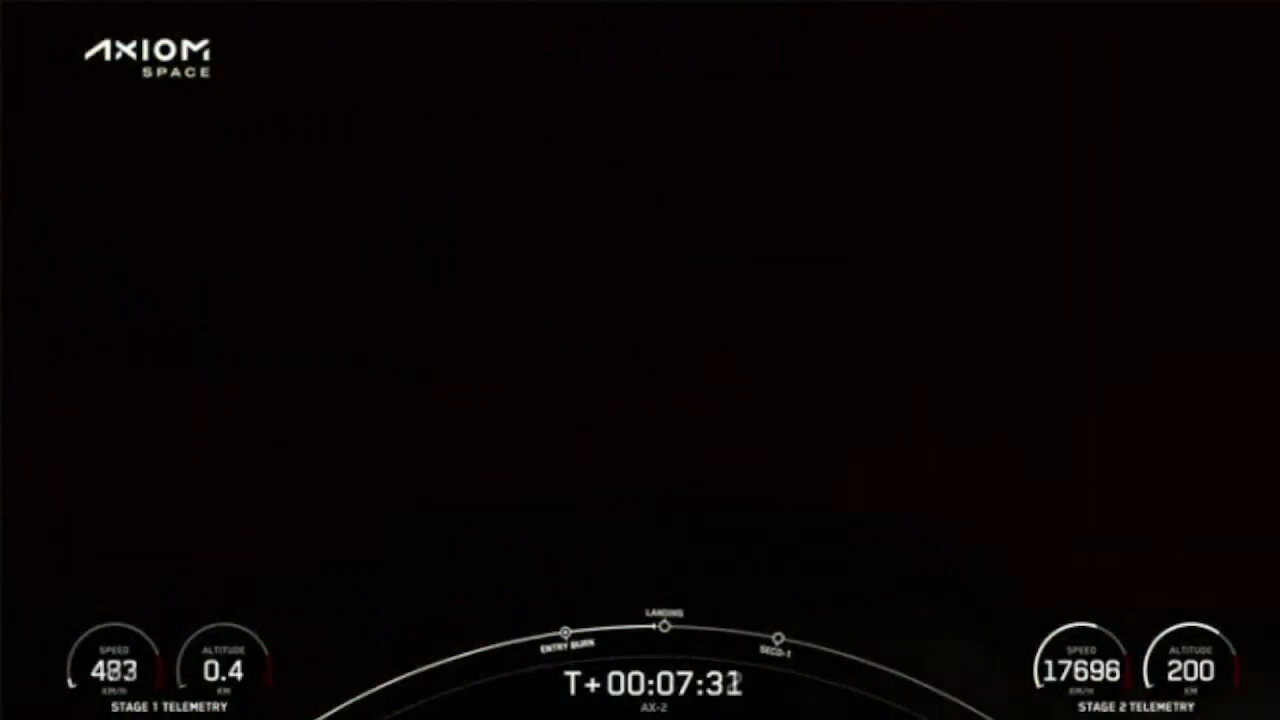 AXIOM
SPACE
LANDING
ENTRY BURN
SECO-1
SPEED
483
KM/H
ALTITUDE
0.4
KM
STAGE 1 TELEMETRY
T+00:07:31
AX-2
SPEED
17696
KM/H
ALTITUDE
200
KM
STAGE 2 TELEMETRY